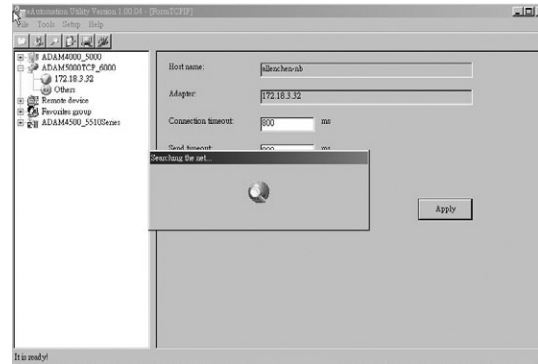 eAutomation Utility Version 1.00.04 - [FormTCPIP]
File Tools Setup Help
ADAM4000_5000
ADAM5000TCP_6000
172.18.3.32
Others
Remote device
Favorites group
ADAM4500_5510Series
Host name: allenchen-nb
Adapter: 172.18.3.32
Connection timeout: 800 ms
Send timeout: ms
Searching the net...
Apply
It is ready!